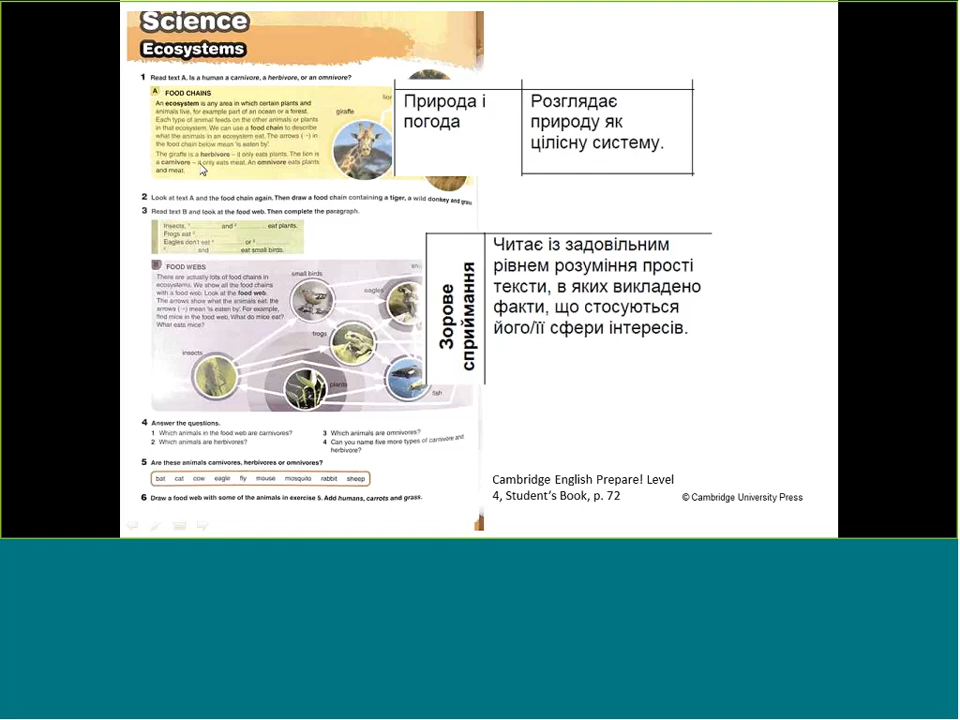 Science
Ecosystems
1 Read text A. Is a human a carnivore, a herbivore, or an omnivore?
A FOOD CHAINS
An ecosystem is any area in which certain plants and
animals live, for example part of an ocean or a forest.
Each type of animal feeds on the other animals or plants
in that ecosystem. We can use a food chain to describe
what the animals in an ecosystem eat. The arrows (→) in
the food chain below mean 'is eaten by'.
The giraffe is a herbivore – it only eats plants. The lion is
a carnivore – it only eats meat. An omnivore eats plants
and meat.
giraffe
lion
2 Look at text A and the food chain again. Then draw a food chain containing a tiger, a wild donkey and grass
3 Read text B and look at the food web. Then complete the paragraph.
Insects, 1 and 2 eat plants.
Frogs eat 3
Eagles don't eat 4 or 5
6 and eat small birds.
B FOOD WEBS
There are actually lots of food chains in
ecosystems. We show all the food chains
with a food web. Look at the food web.
The arrows show what the animals eat: the
arrows (→) mean 'is eaten by'. For example,
find mice in the food web. What do mice eat?
What eats mice?
small birds
eagles
frogs
insects
plants
fish
4 Answer the questions.
1 Which animals in the food web are carnivores?
2 Which animals are herbivores?
3 Which animals are omnivores?
4 Can you name five more types of carnivore and
herbivore?
5 Are these animals carnivores, herbivores or omnivores?
bat cat cow eagle fly mouse mosquito rabbit sheep
6 Draw a food web with some of the animals in exercise 5. Add humans, carrots and grass.
Природа і
погода
Розглядає
природу як
цілісну систему.
Зорове
сприймання
Читає із задовільним
рівнем розуміння прості
тексти, в яких викладено
факти, що стосуються
його/її сфери інтересів.
Cambridge English Prepare! Level
4, Student's Book, p. 72
© Cambridge University Press